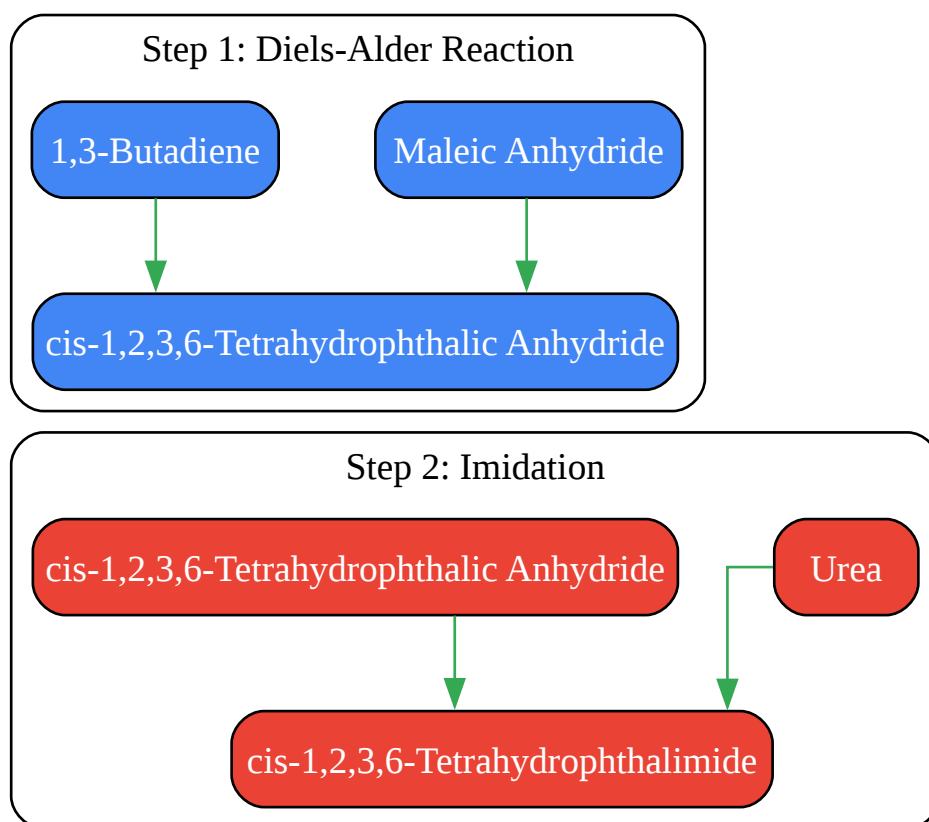 Step 1: Diels-Alder Reaction
1,3-Butadiene
Maleic Anhydride
cis-1,2,3,6-Tetrahydrophthalic Anhydride
Step 2: Imidation
cis-1,2,3,6-Tetrahydrophthalic Anhydride
Urea
cis-1,2,3,6-Tetrahydrophthalimide